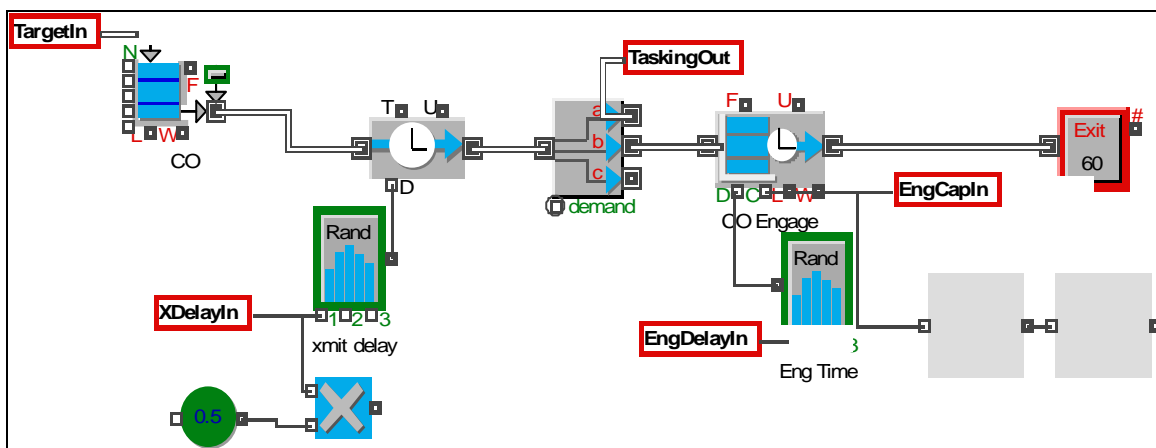 TargetIn
N
F
L W
CO
T U
D
TaskingOut
a
b
c
demand
F U
D C L W
CO Engage
EngCapIn
Exit
#
60
Rand
1 2 3
xmit delay
XDelayIn
0.5
Rand
EngDelayIn
3
Eng Time